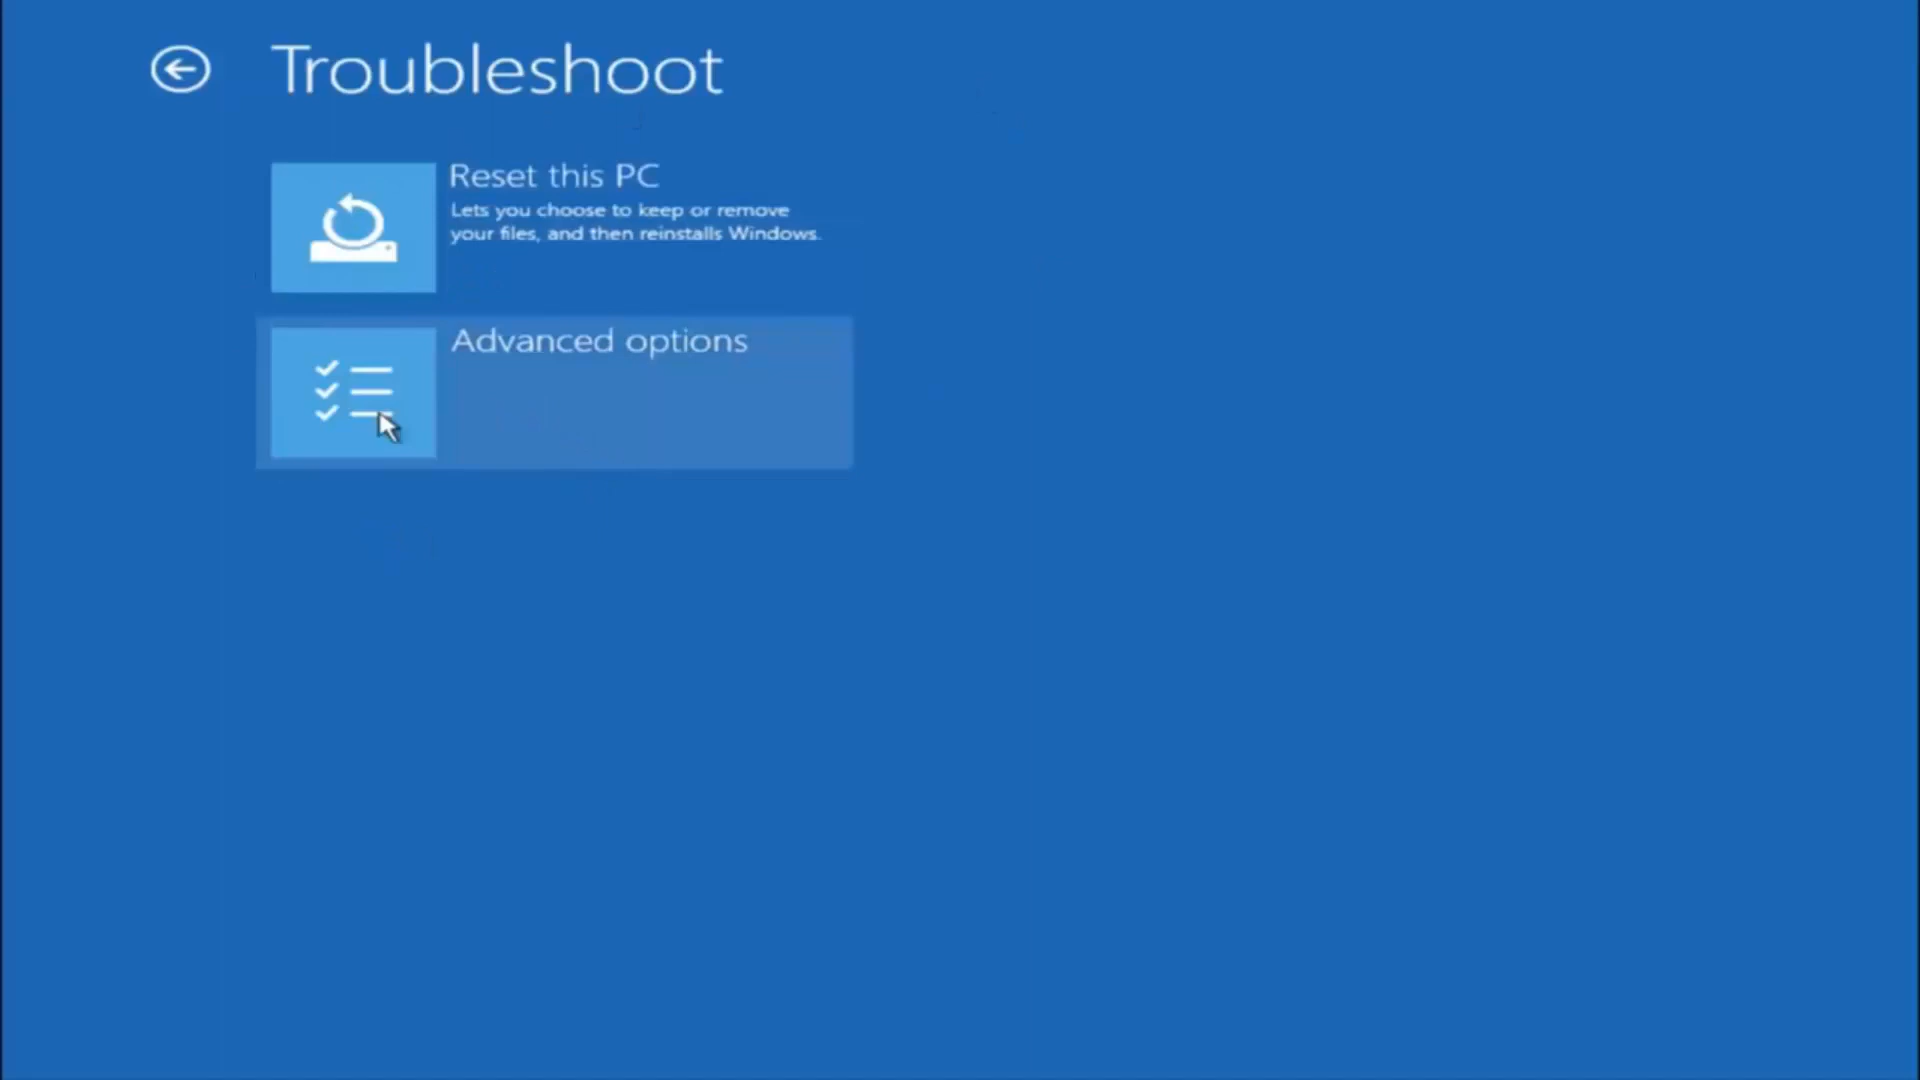 Troubleshoot
Reset this PC
Lets you choose to keep or remove
your files, and then reinstalls Windows.
Advanced options